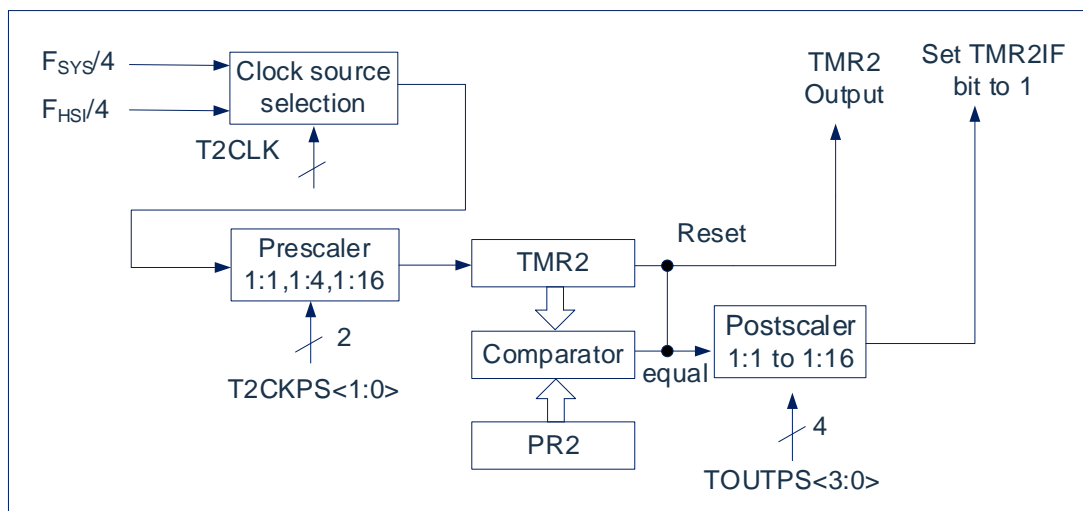 F_SYS/4
F_HSI/4
Clock source
selection
T2CLK
TMR2
Output
Set TMR2IF
bit to 1
Prescaler
1:1,1:4,1:16
2
T2CKPS<1:0>
TMR2
Reset
Comparator
equal
PR2
Postscaler
1:1 to 1:16
4
TOUTPS<3:0>